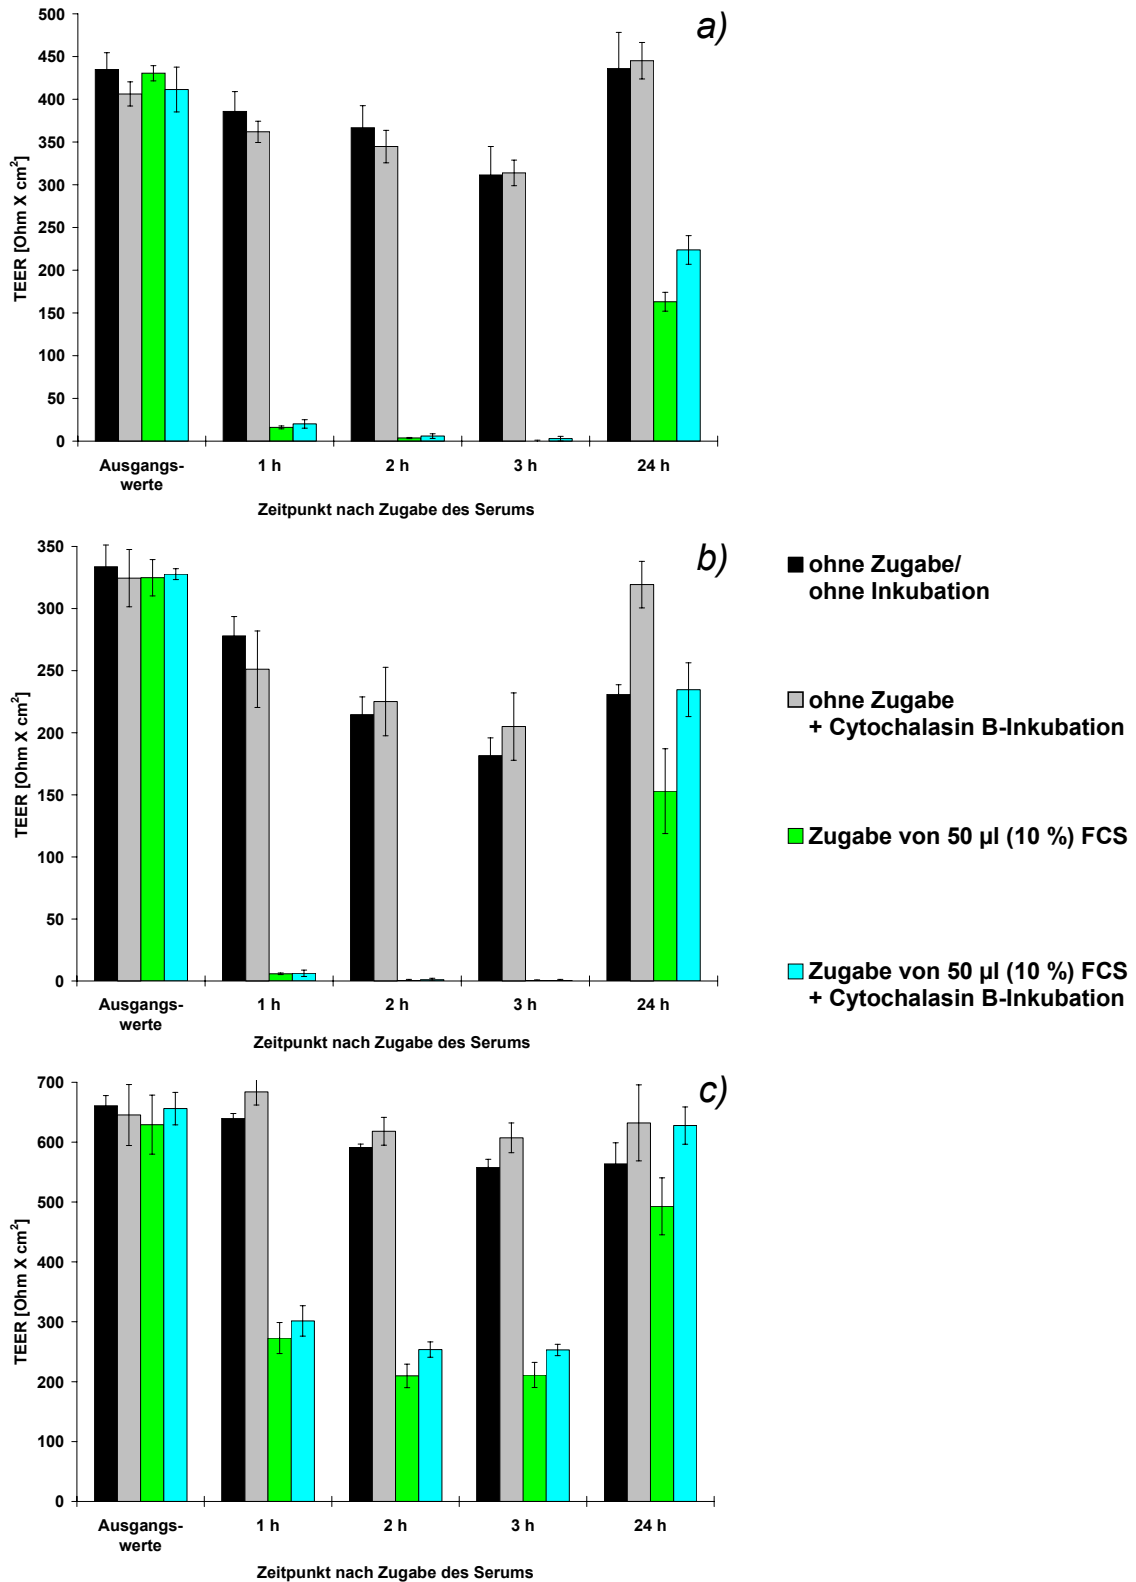 a)
500
450
400
350
300
250
200
150
100
50
0
TEER [Ohm X cm²]
Ausgangs-
werte
1 h
2 h
3 h
24 h
Zeitpunkt nach Zugabe des Serums
b)
350
300
250
200
150
100
50
0
TEER [Ohm X cm²]
Ausgangs-
werte
1 h
2 h
3 h
24 h
Zeitpunkt nach Zugabe des Serums
ohne Zugabe/
ohne Inkubation
ohne Zugabe
+ Cytochalasin B-Inkubation
Zugabe von 50 µl (10 %) FCS
Zugabe von 50 µl (10 %) FCS
+ Cytochalasin B-Inkubation
c)
700
600
500
400
300
200
100
0
TEER [Ohm X cm²]
Ausgangs-
werte
1 h
2 h
3 h
24 h
Zeitpunkt nach Zugabe des Serums